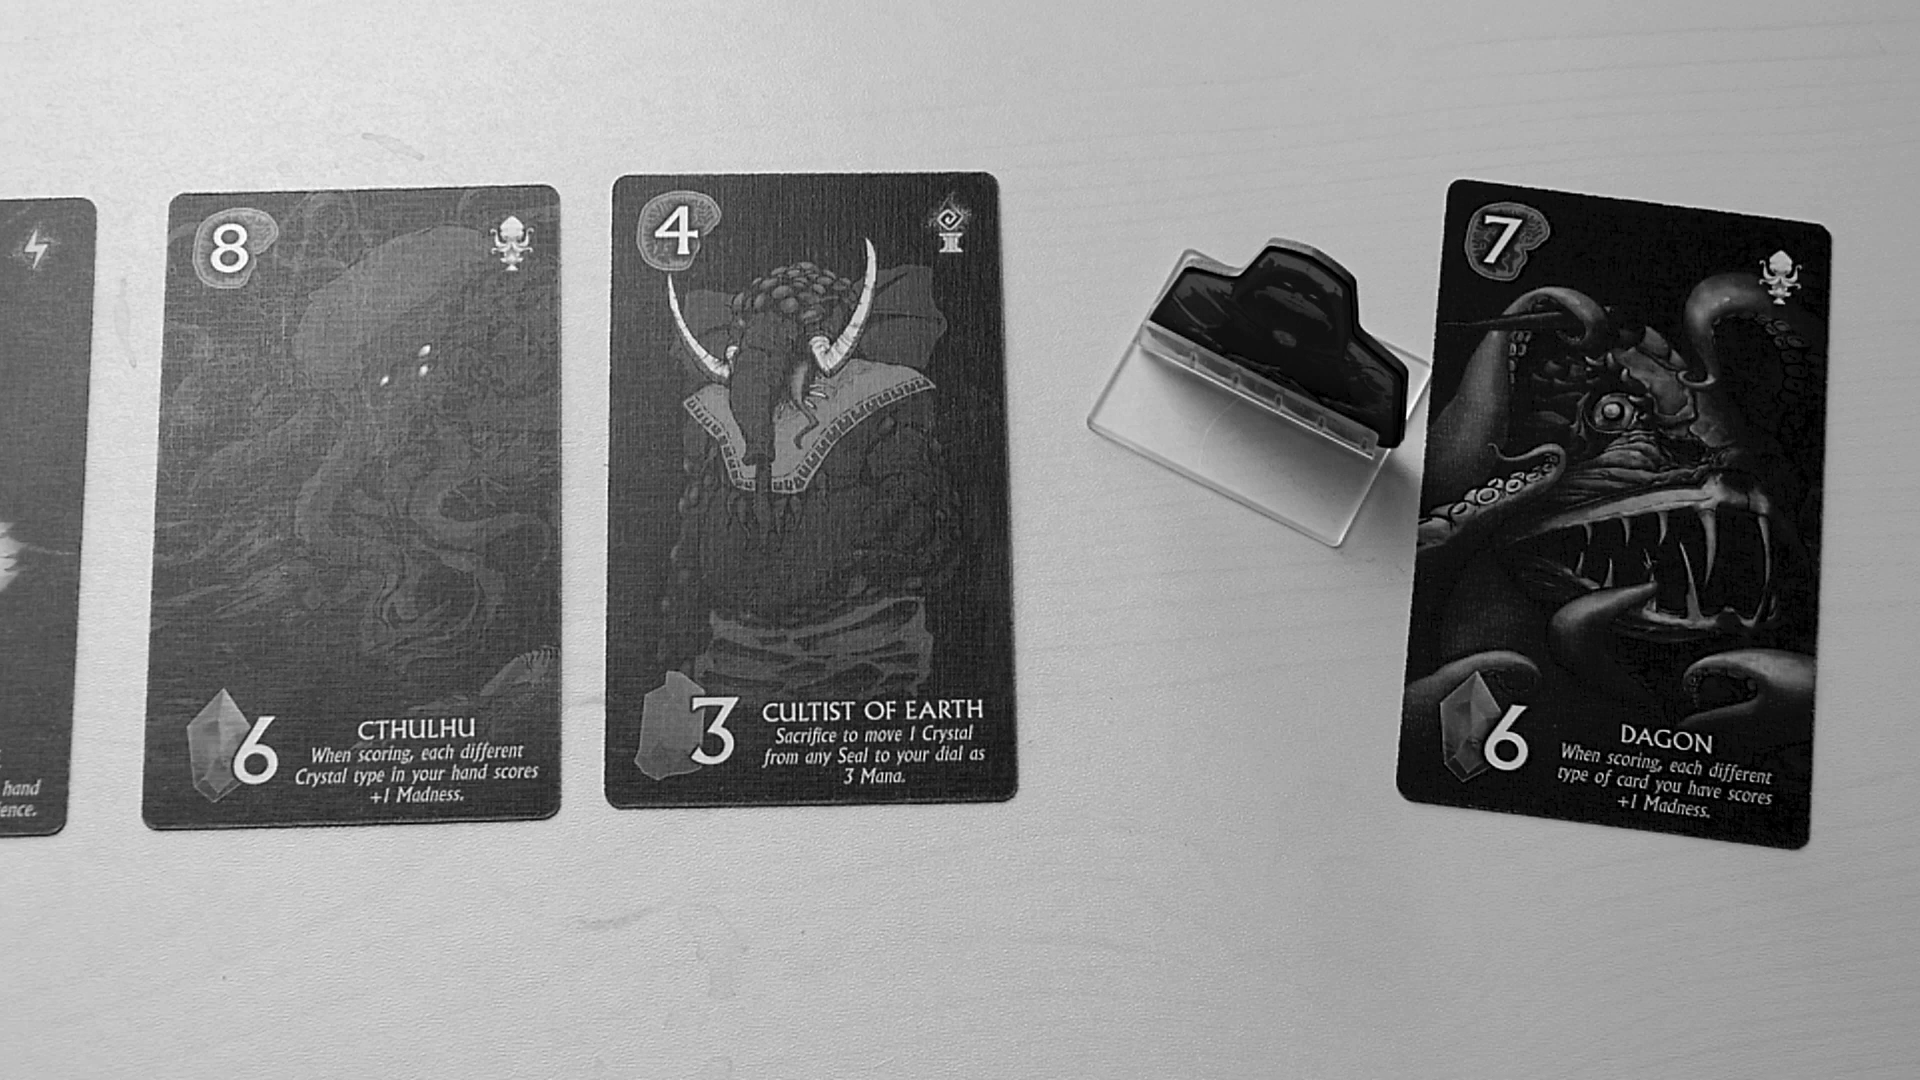 hand
8
6
CTHULHU
When scoring, each different
Crystal type in your hand scores
+1 Madness.
4
3
CULTIST OF EARTH
Sacrifice to move 1 Crystal
from any Seal to your dial as
3 Mana.
7
6
DAGON
When scoring, each different
type of card you have scores
+1 Madness.